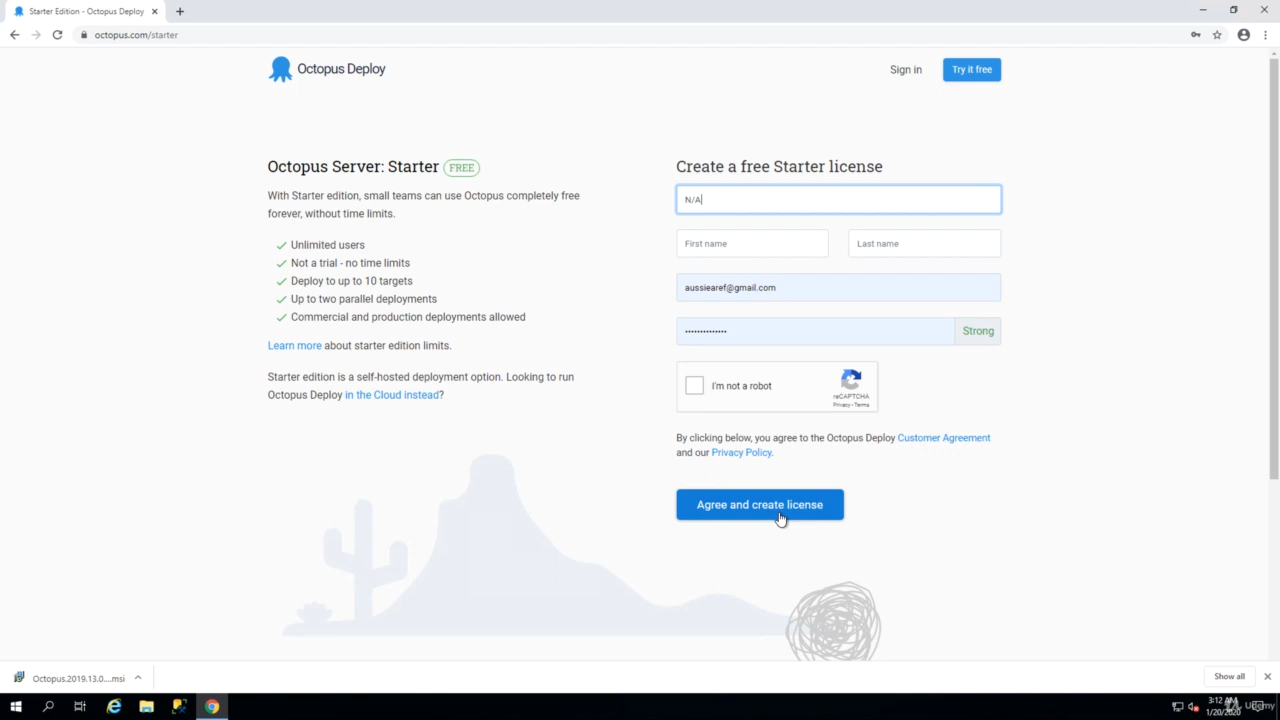 Starter Edition - Octopus Deploy
octopus.com/starter
Octopus Deploy
Sign in
Try it free
Octopus Server: Starter FREE
With Starter edition, small teams can use Octopus completely free
forever, without time limits.
Unlimited users
Not a trial - no time limits
Deploy to up to 10 targets
Up to two parallel deployments
Commercial and production deployments allowed
Learn more about starter edition limits.
Starter edition is a self-hosted deployment option. Looking to run
Octopus Deploy in the Cloud instead?
Create a free Starter license
N/A
First name
Last name
aussiearef@gmail.com
••••••••••••••
Strong
I'm not a robot
reCAPTCHA
Privacy - Terms
By clicking below, you agree to the Octopus Deploy Customer Agreement
and our Privacy Policy.
Agree and create license
Octopus.2019.13.0....msi
Show all
3:12 AM
1/20/2020
Udemy